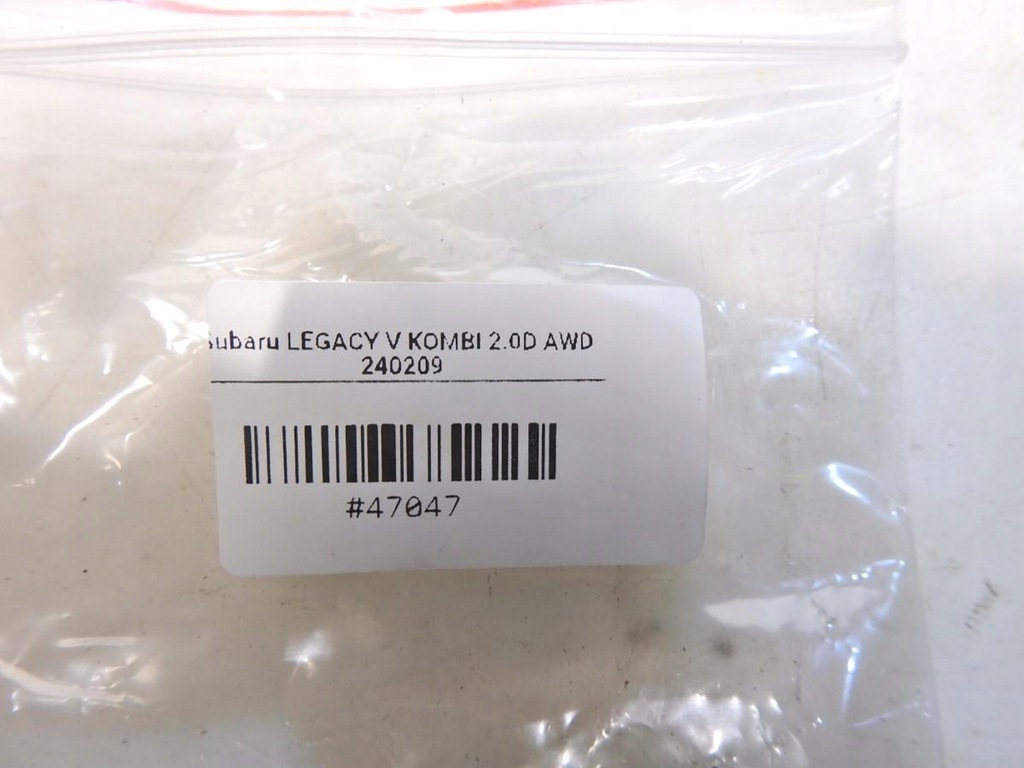 Subaru LEGACY V KOMBI 2.0D AWD
240209
#47047